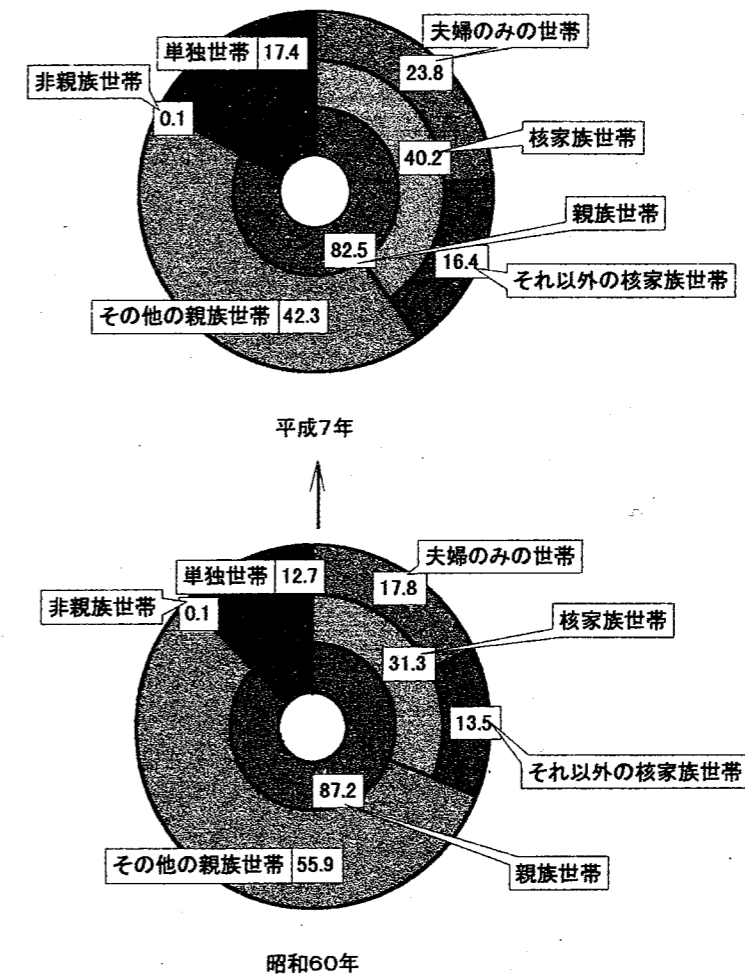 夫婦のみの世帯
単独世帯 17.4
23.8
非親族世帯
0.1
核家族世帯
40.2
親族世帯
82.5
16.4
それ以外の核家族世帯
その他の親族世帯 42.3
平成7年
夫婦のみの世帯
単独世帯 12.7
17.8
非親族世帯
0.1
核家族世帯
31.3
13.5
それ以外の核家族世帯
87.2
その他の親族世帯 55.9
親族世帯
昭和60年